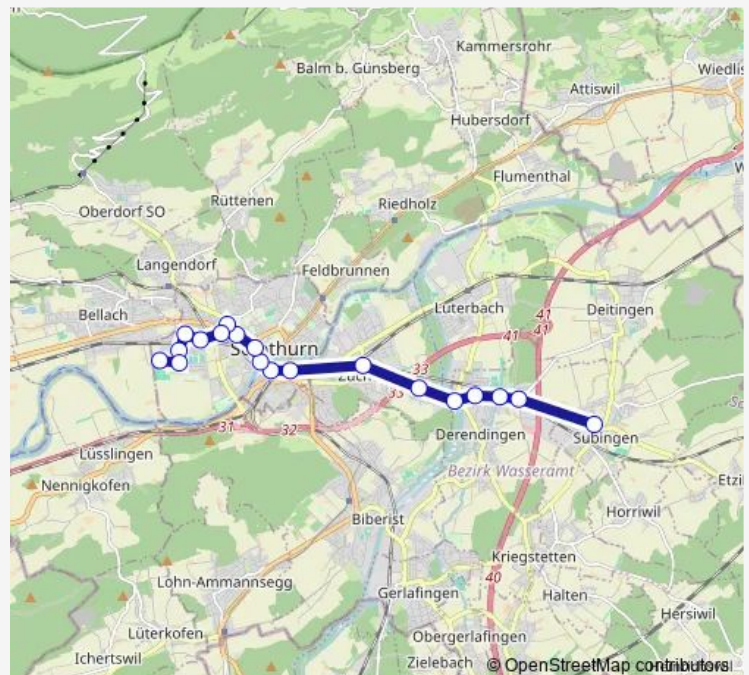 Kammersrohr
Balm b. Günsberg
Attiswil
Hubersdorf
Flumenthal
Rüttenen
Riedholz
Oberdorf SO
Langendorf
Feldbrunnen
Bellach
Luterbach
Deitingen
41
41
41
33
33
Derendingen
Subingen
31
32
Lüsslingen
Bezirk Wasseramt
Nennigkofen
Horriwil
Biberist
Kriegstetten
40
Lohn-Ammannsegg
Gerlafingen
Halten
Hersiwil
Lüterkofen
Obergerlafingen
Ichertswil
Zielebach
© OpenStreetMap contributors